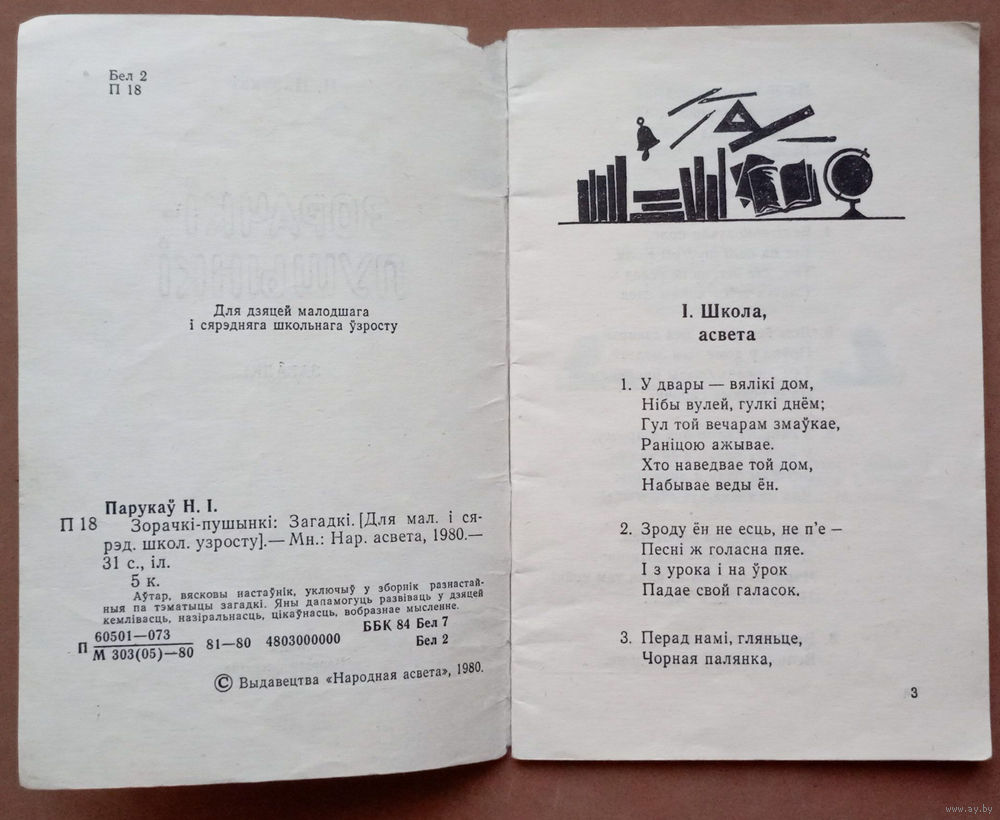 Бел 2
П 18
Для дзяцей малодшага
і сярэдняга школьнага ўзросту
Парукаў Н. І.
П 18 Зорачкі-пушынкі: Загадкі. [Для мал. і ся-
рэд. школ. узросту].— Мн.: Нар. асвета, 1980.—
31 с., іл.
5 к.
Аўтар, вясковы настаўнік, уключыў у зборнік разнастай-
ныя па тэматыцы загадкі. Яны дапамогуць развіваць у дзяцей
кемлівасць, назіральнасць, цікаўнасць, вобразнае мысленне.
П 60501—073
М 303(05)—80
81—80 4803000000
ББК 84 Бел 7
Бел 2
© Выдавецтва «Народная асвета», 1980.
I. Школа,
асвета
1. У двары — вялікі дом,
Нібы вулей, гулкі днём;
Гул той вечарам змаўкае,
Раніцою ажывае.
Хто наведвае той дом,
Набывае веды ён.
2. Зроду ён не есць, не п'е —
Песні ж голасна пяе.
І з урока і на ўрок
Падае свой галасок.
3. Перад намі, гляньце,
Чорная палянка,
3
www.ay.by